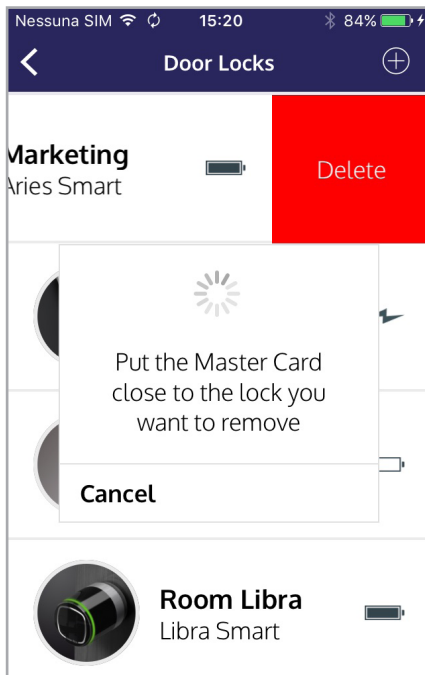 Nessuna SIM 15:20 84%
Door Locks
Marketing
Aries Smart
Delete
Put the Master Card
close to the lock you
want to remove
Cancel
Room Libra
Libra Smart